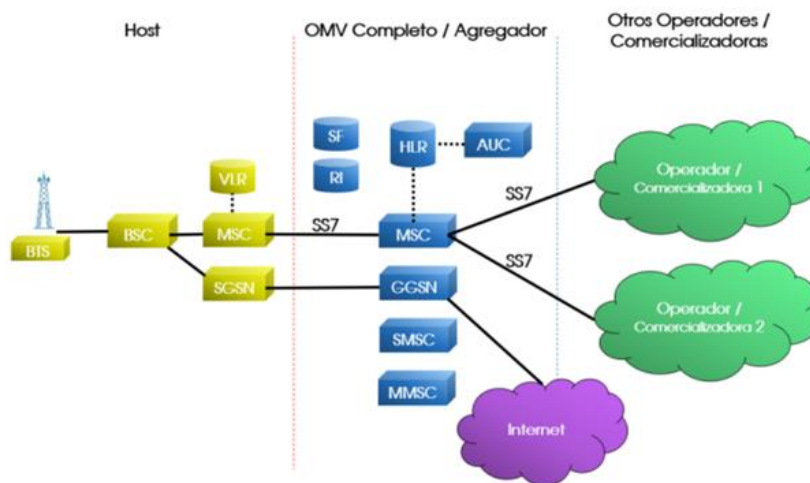 Host
OMV Completo / Agregador
Otros Operadores /
Comercializadoras
SF
RI
HLR
AUC
VLR
BTS
BSC
MSC
SS7
MSC
SS7
SS7
Operador /
Comercializadora 1
SGSN
GGSN
SMSC
MMSC
Operador /
Comercializadora 2
Internet